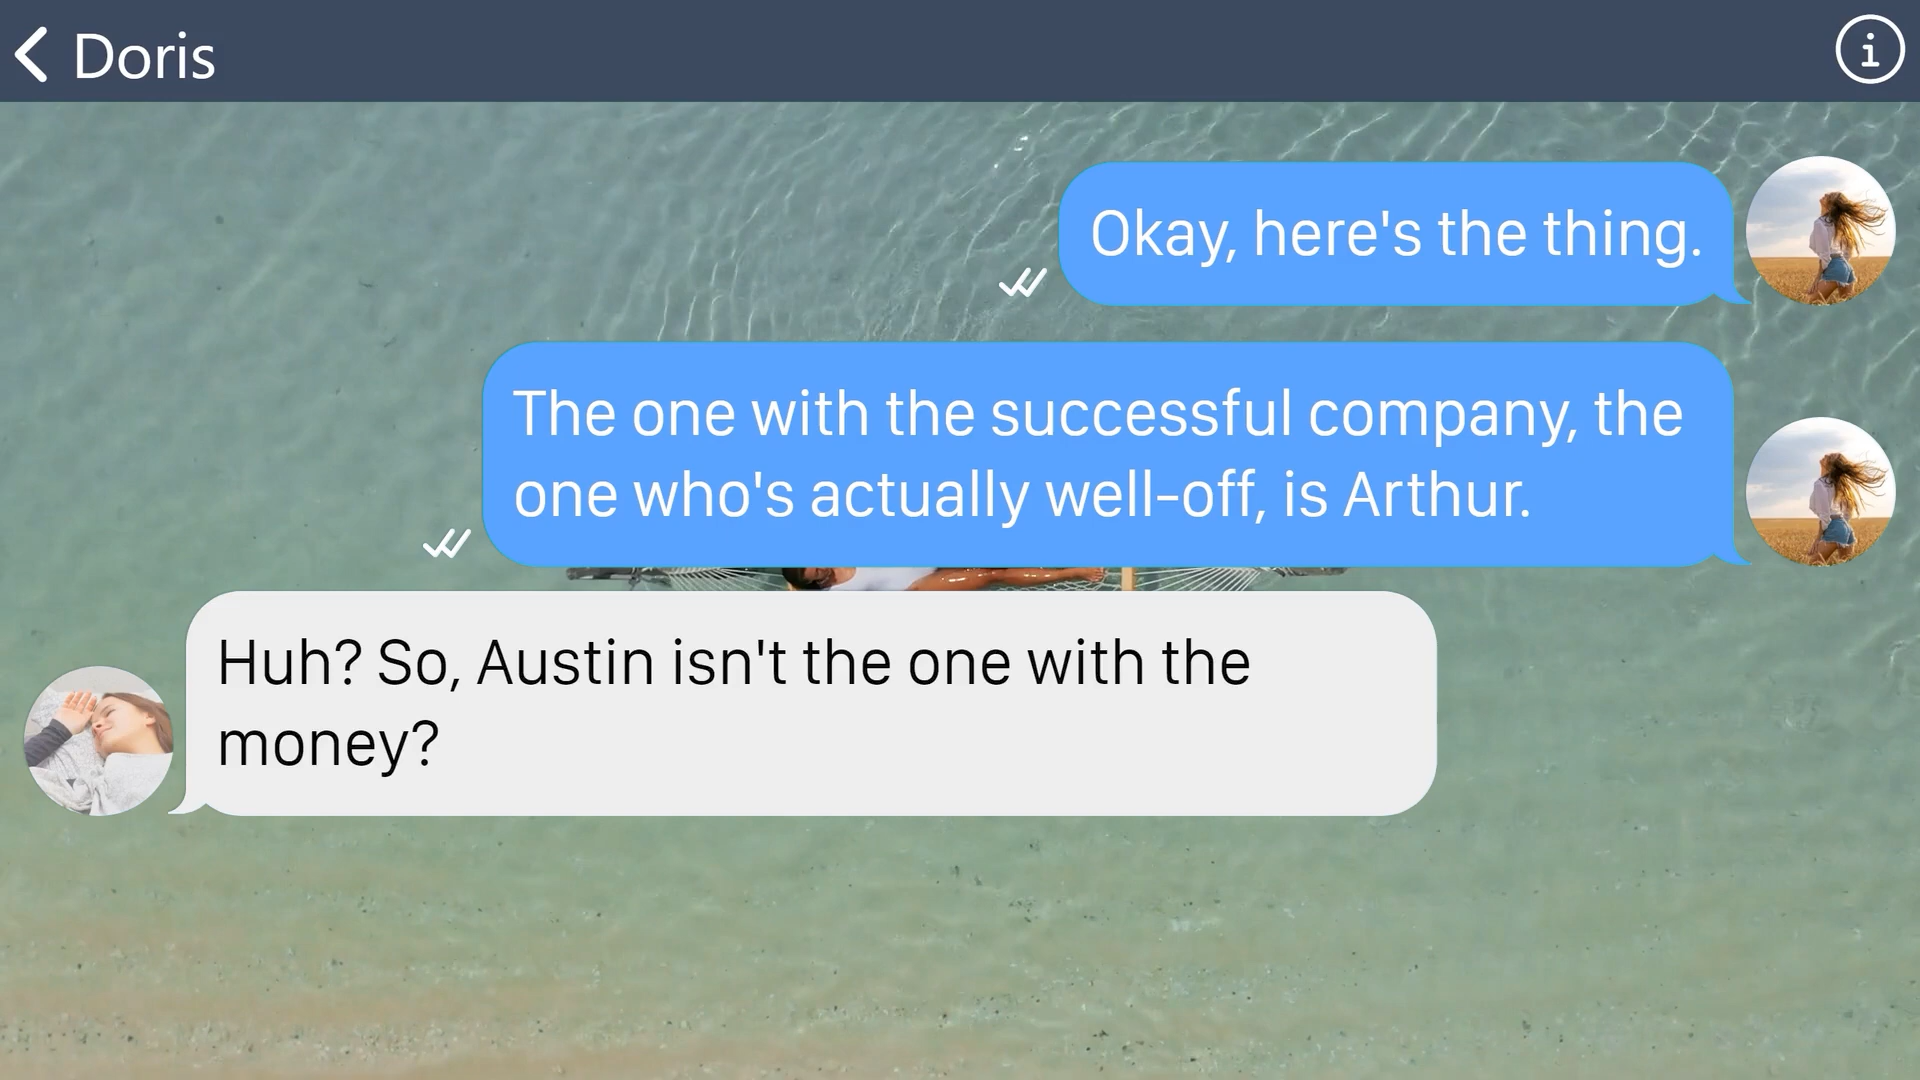 Doris
Okay, here's the thing.
The one with the successful company, the
one who's actually well-off, is Arthur.
Huh? So, Austin isn't the one with the
money?